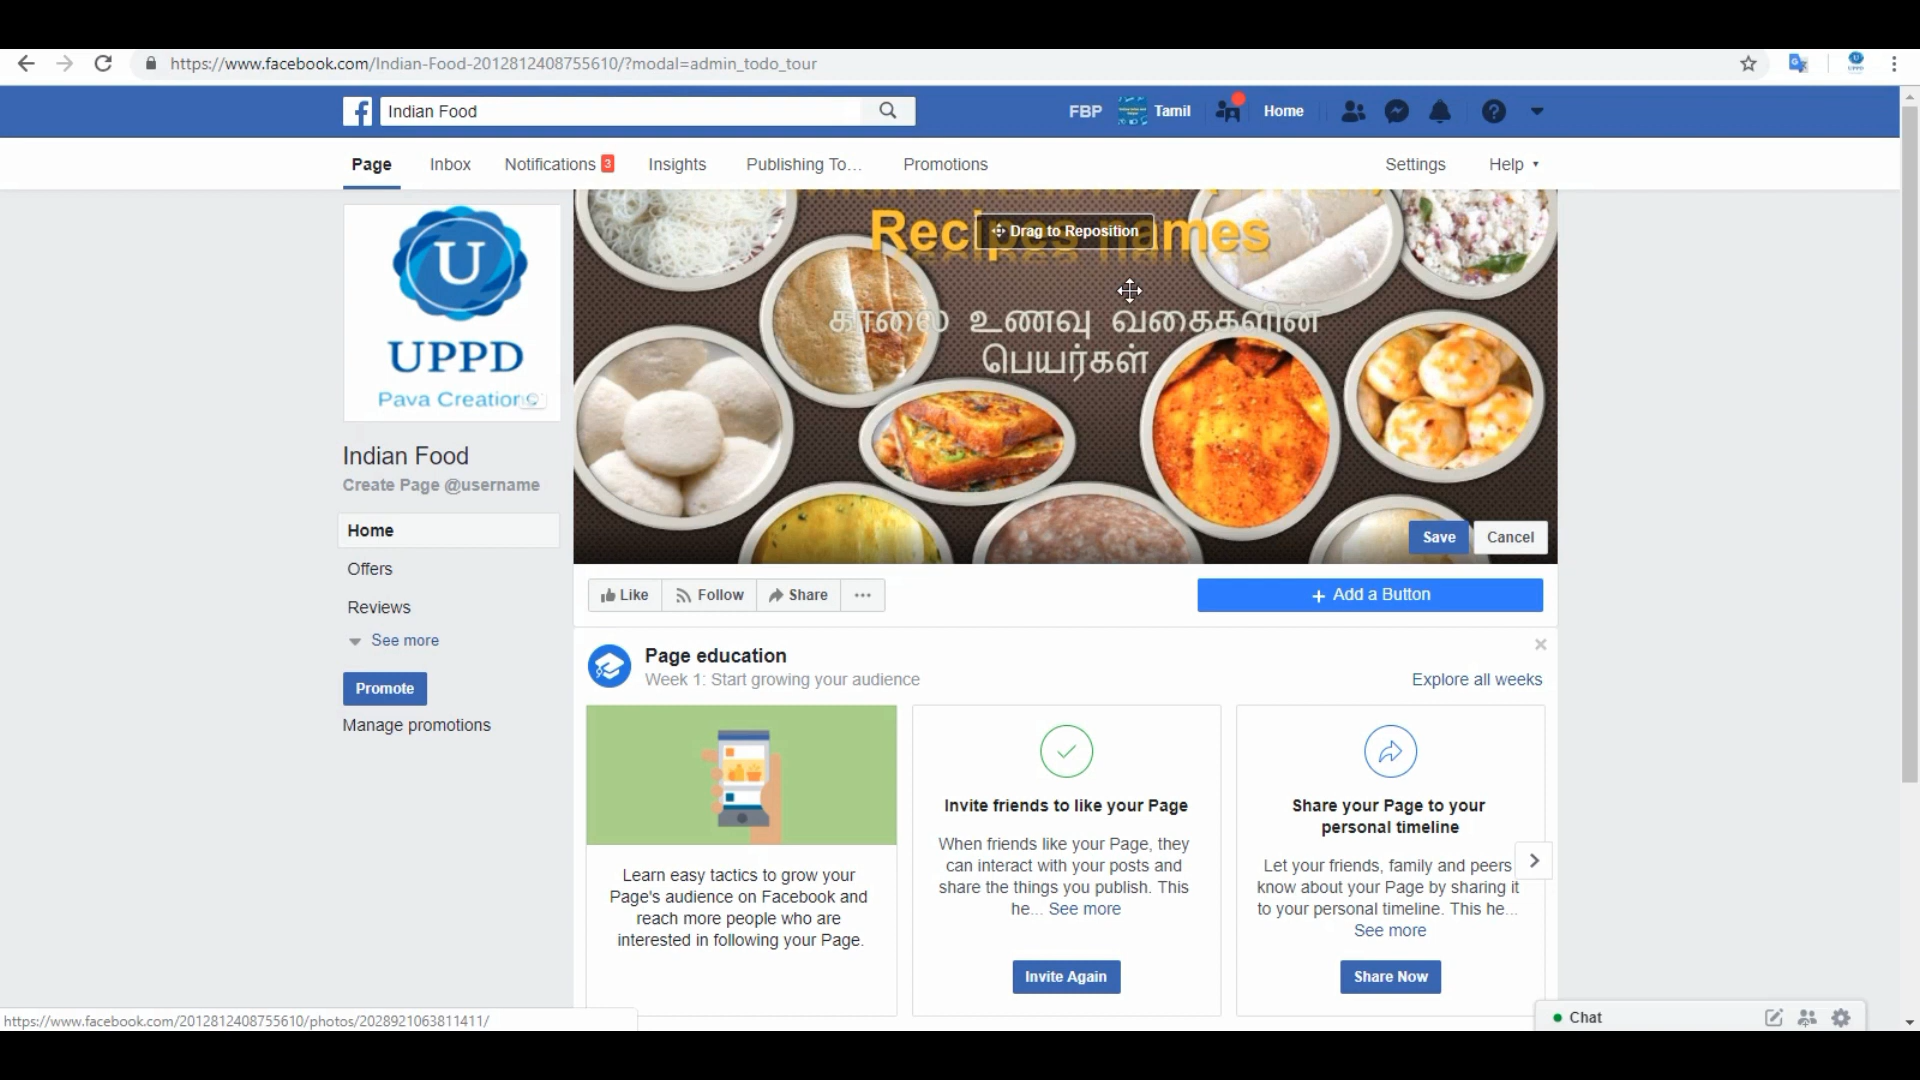 https://www.facebook.com/Indian-Food-2012812408755610/?modal=admin_todo_tour
Indian Food
FBP
Tamil
Home
Page
Inbox
Notifications 3
Insights
Publishing To...
Promotions
Settings
Help
U
UPPD
Pava Creations
Recipes names
Drag to Reposition
காலை உணவு வகைகளின்
பெயர்கள்
Save
Cancel
Indian Food
Create Page @username
Home
Offers
Reviews
See more
Promote
Manage promotions
Like
Follow
Share
+ Add a Button
Page education
Week 1: Start growing your audience
Explore all weeks
Learn easy tactics to grow your
Page's audience on Facebook and
reach more people who are
interested in following your Page.
Invite friends to like your Page
When friends like your Page, they
can interact with your posts and
share the things you publish. This
he... See more
Invite Again
Share your Page to your
personal timeline
Let your friends, family and peers
know about your Page by sharing it
to your personal timeline. This he...
See more
Share Now
https://www.facebook.com/2012812408755610/photos/2028921063811411/
Chat